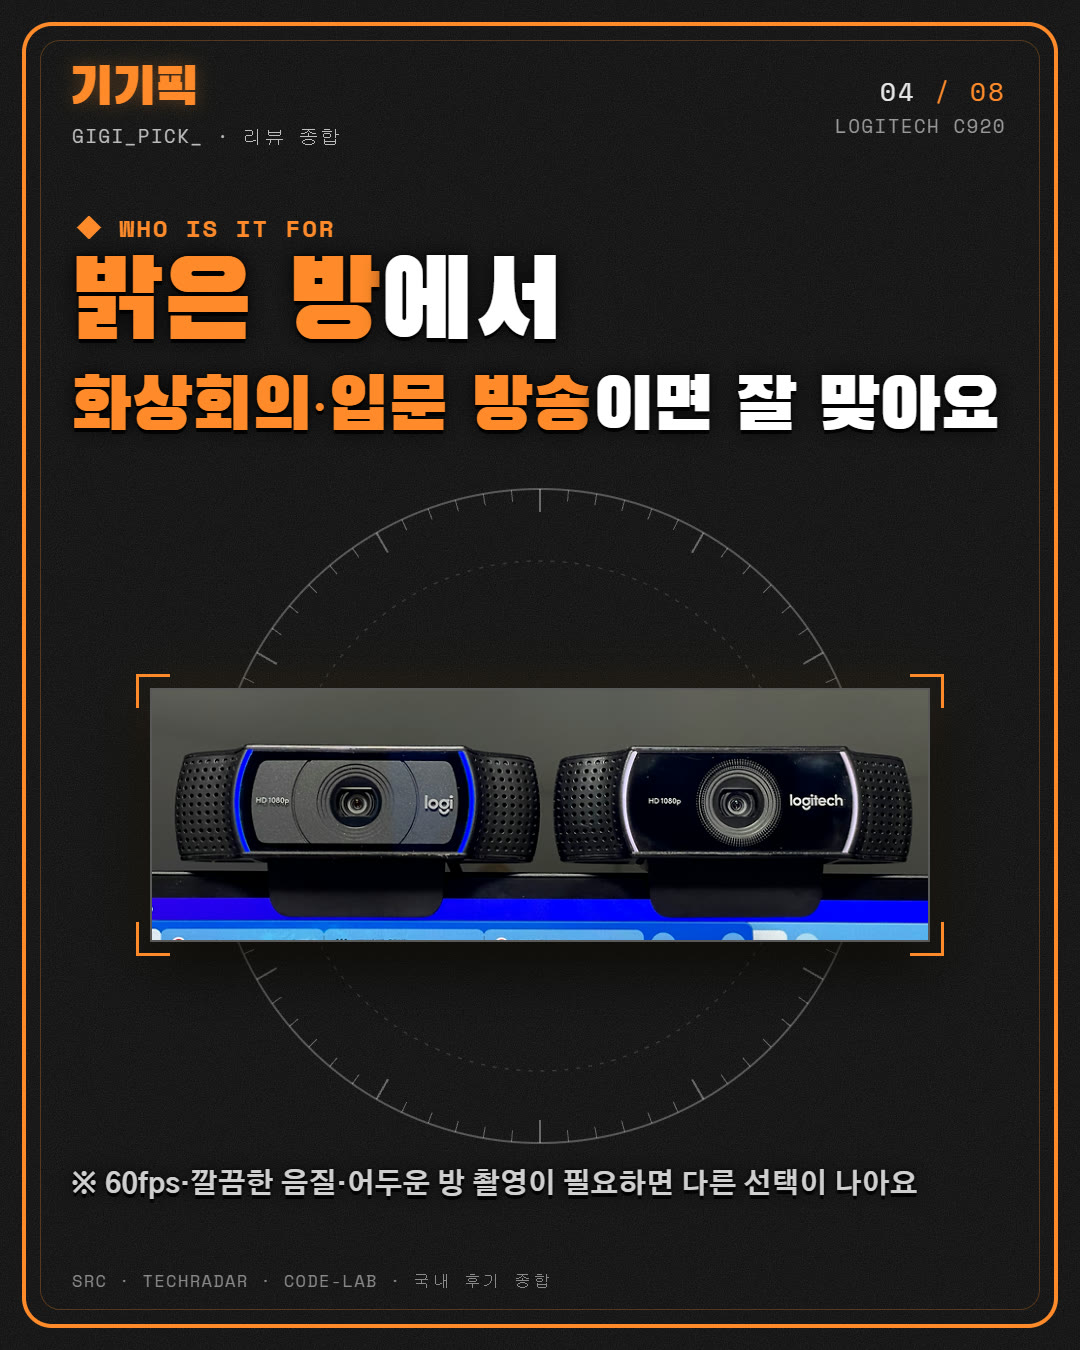 기기픽
GIGI_PICK_ · 리뷰 종합
04 / 08
LOGITECH C920
◆ WHO IS IT FOR
밝은 방에서
화상회의·입문 방송이면 잘 맞아요
HD 1080p
logi
HD 1080p
logitech
※ 60fps·깔끔한 음질·어두운 방 촬영이 필요하면 다른 선택이 나아요
SRC · TECHRADAR · CODE-LAB · 국내 후기 종합